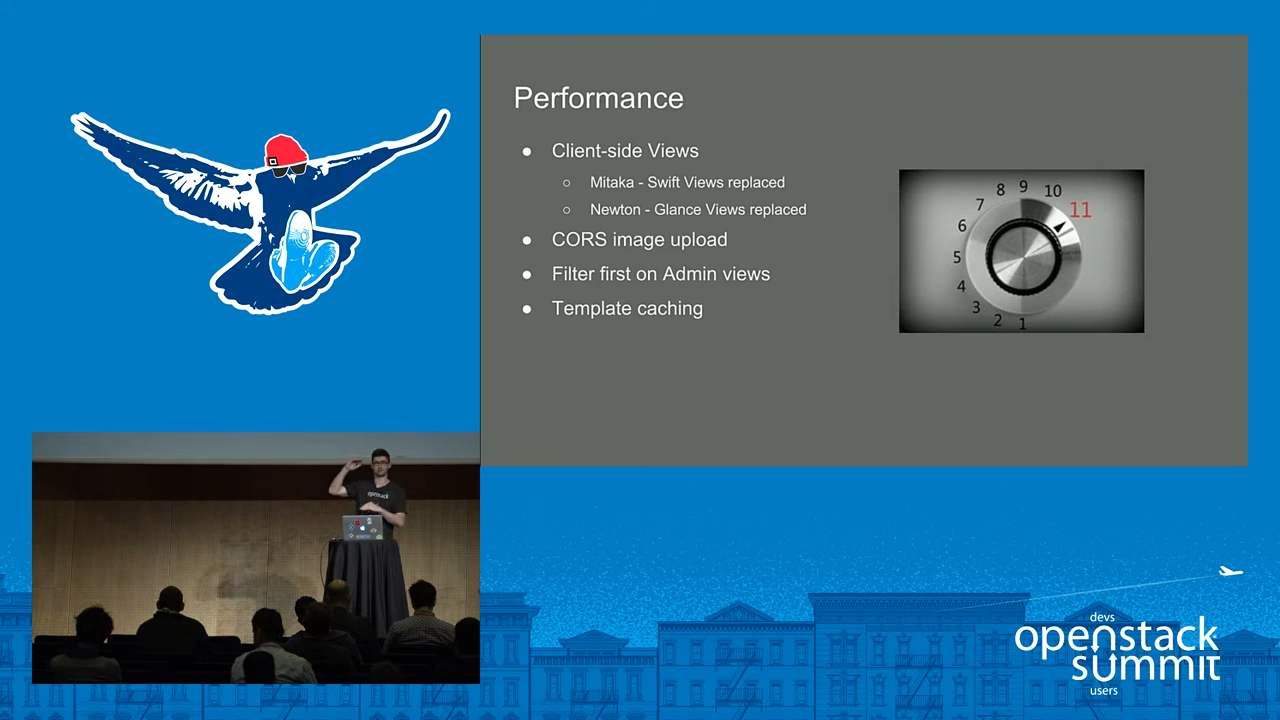 Performance
● Client-side Views
○ Mitaka - Swift Views replaced
○ Newton - Glance Views replaced
● CORS image upload
● Filter first on Admin views
● Template caching
1
2
3
4
5
6
7
8
9
10
11
openstack
devs
openstack
summit
users